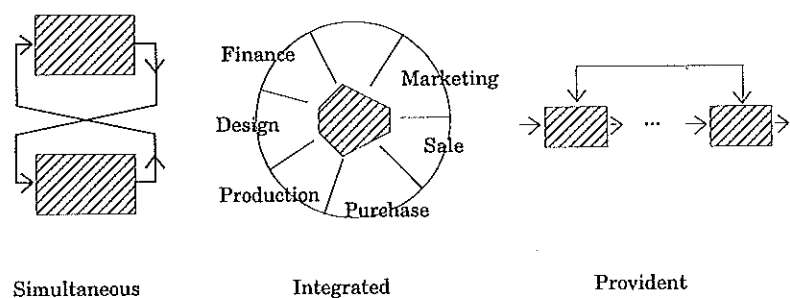 Finance
Marketing
Design
Sale
Production
Purchase
...
Simultaneous
Integrated
Provident